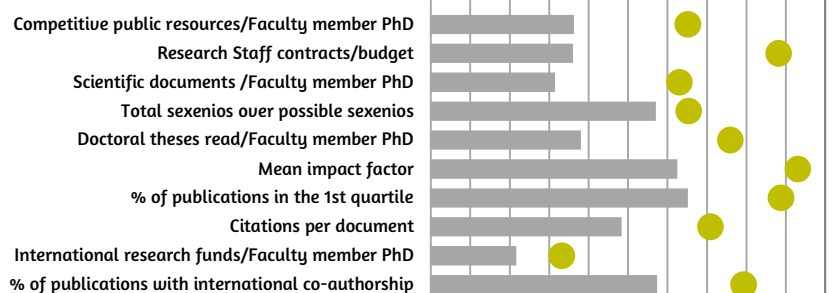 Competitive public resources/Faculty member PhD
Research Staff contracts/budget
Scientific documents /Faculty member PhD
Total sexenios over possible sexenios
Doctoral theses read/Faculty member PhD
Mean impact factor
% of publications in the 1st quartile
Citations per document
International research funds/Faculty member PhD
% of publications with international co-authorship